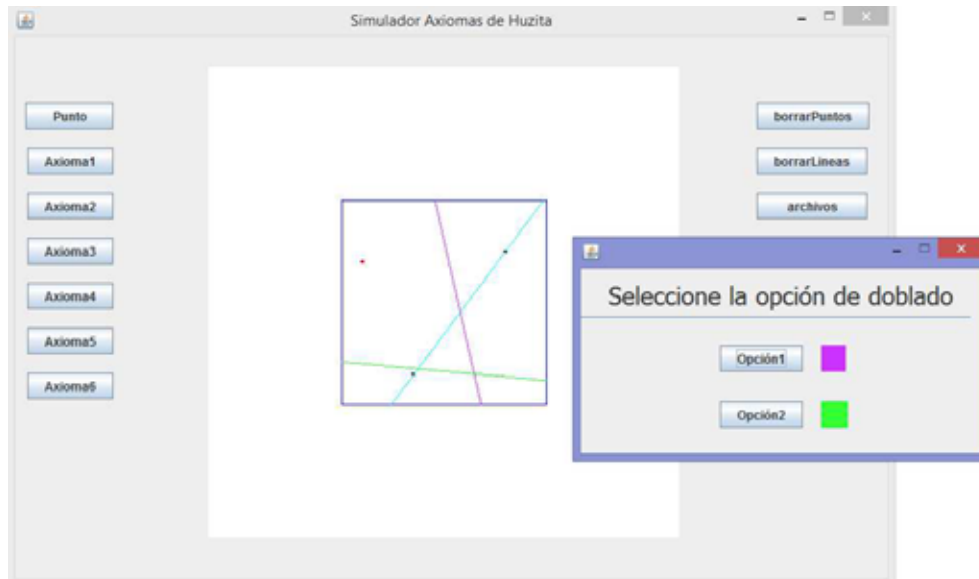 Simulador Axiomas de Huzita
Punto
Axioma1
Axioma2
Axioma3
Axioma4
Axioma5
Axioma6
borrarPuntos
borrarLineas
archivos
Seleccione la opción de doblado
Opción1
Opción2